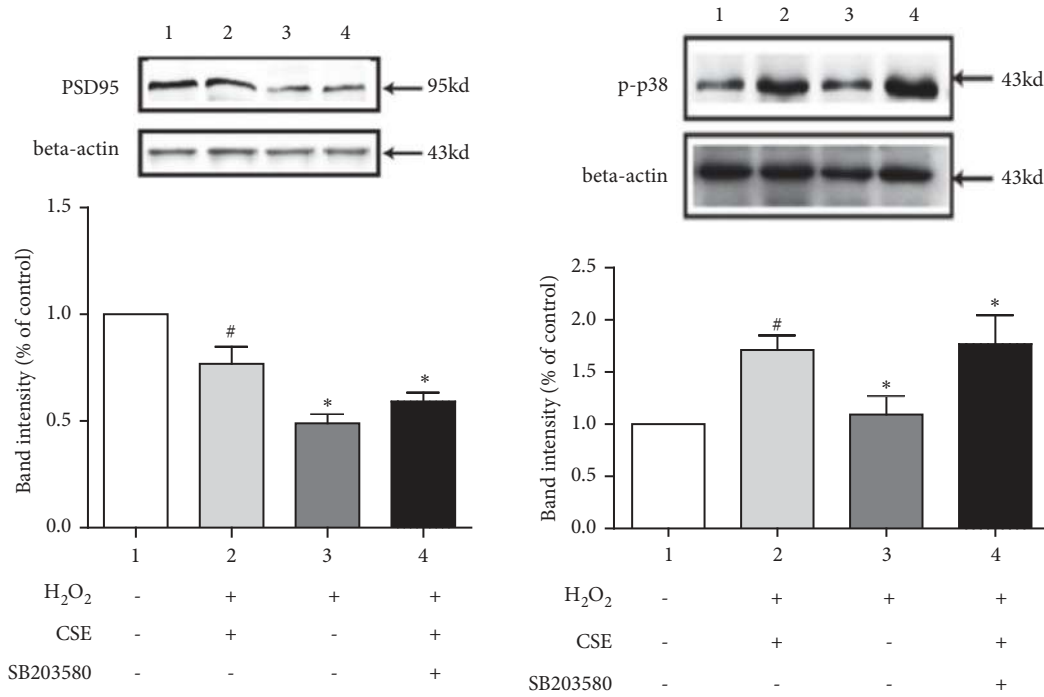 1 2 3 4
PSD95 95kd
beta-actin 43kd
Band intensity (% of control)
1.5
1.0
0.5
0.0
# * *
1 2 3 4
H₂O₂ - + + +
CSE - + - +
SB203580 - - - +
1 2 3 4
p-p38 43kd
beta-actin 43kd
Band intensity (% of control)
2.5
2.0
1.5
1.0
0.5
0.0
# * *
1 2 3 4
H₂O₂ - + + +
CSE - + - +
SB203580 - - - +